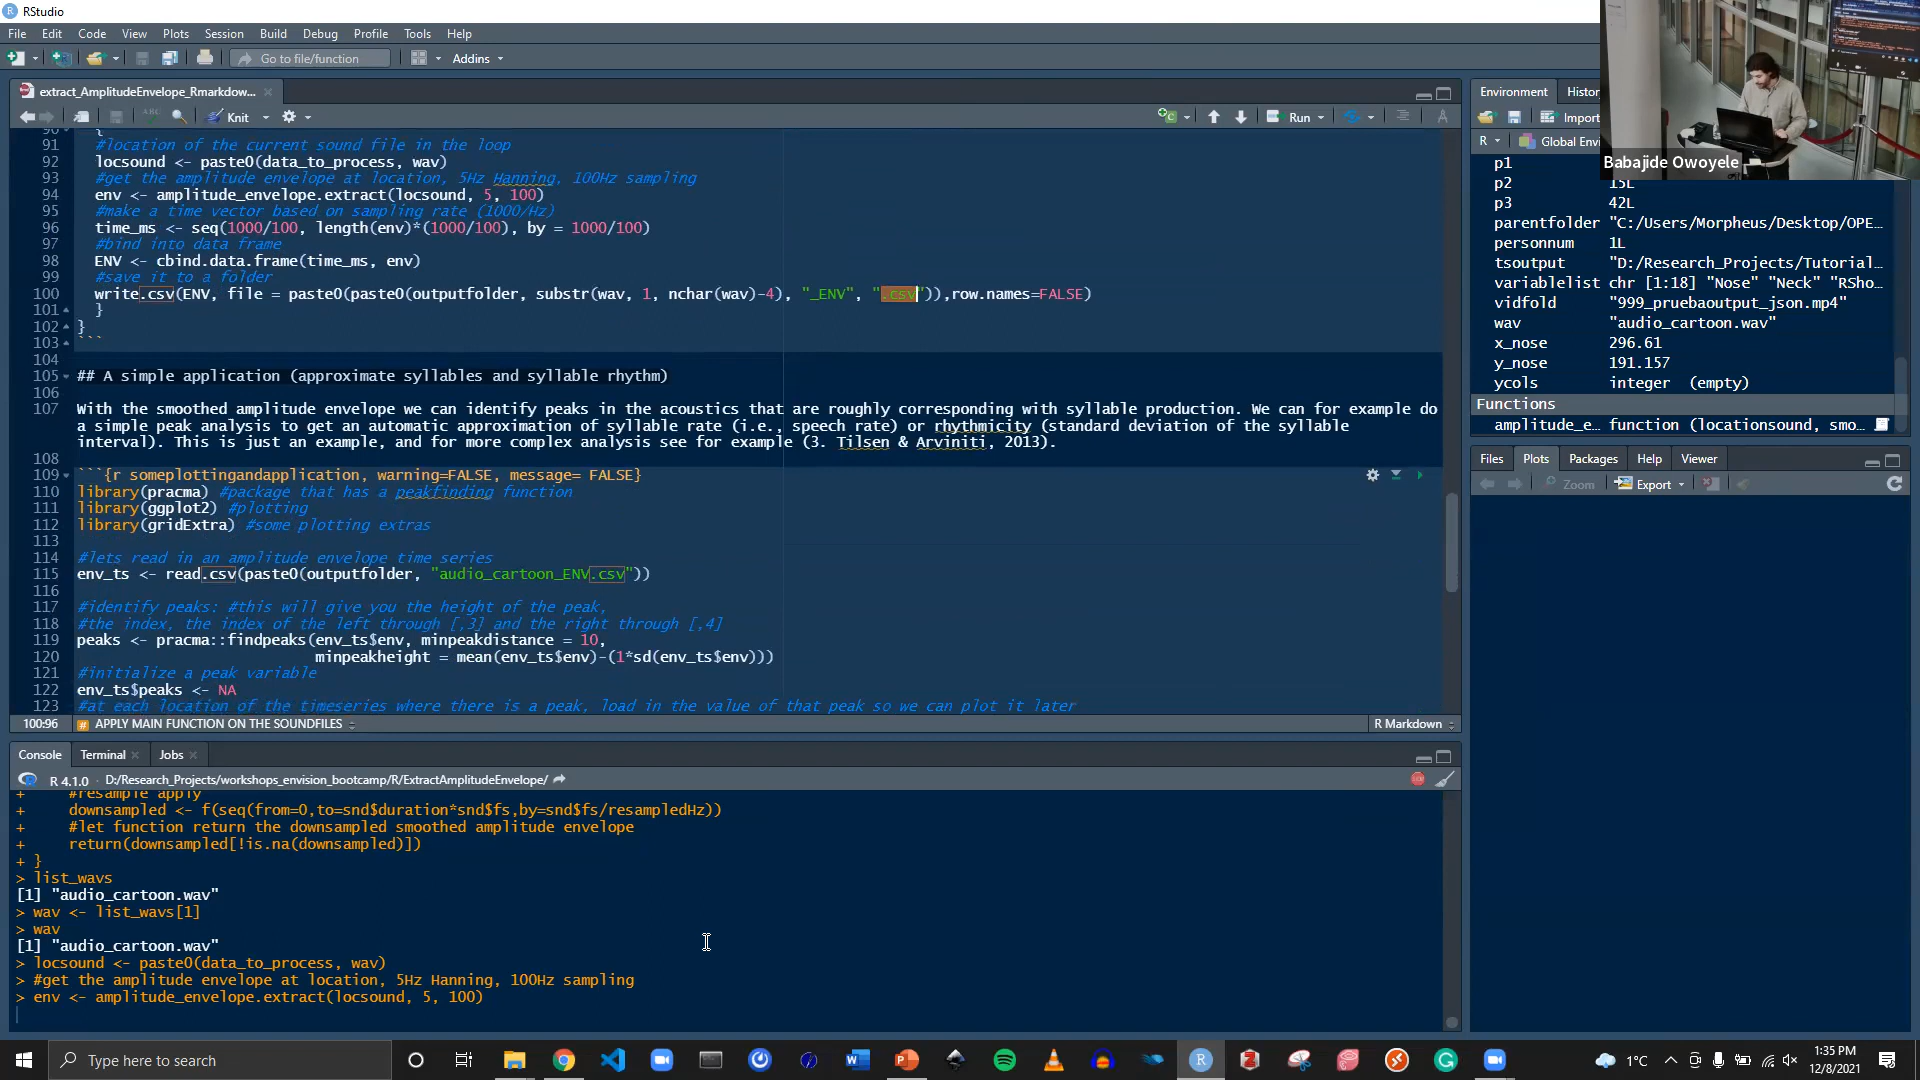 RStudio
File Edit Code View Plots Session Build Debug Profile Tools Help
Go to file/function
Addins
extract_AmplitudeEnvelope_Rmarkdow...
Knit
Run
90 {
91 #location of the current sound file in the loop
92 locsound <- paste0(data_to_process, wav)
93 #get the amplitude envelope at location, 5Hz Hanning, 100Hz sampling
94 env <- amplitude_envelope.extract(locsound, 5, 100)
95 #make a time vector based on sampling rate (1000/Hz)
96 time_ms <- seq(1000/100, length(env)*(1000/100), by = 1000/100)
97 #bind into data frame
98 ENV <- cbind.data.frame(time_ms, env)
99 #save it to a folder
100 write.csv(ENV, file = paste0(paste0(outputfolder, substr(wav, 1, nchar(wav)-4), "_ENV", ".csv")),row.names=FALSE)
101 }
102 }
103 ```
104
105 ## A simple application (approximate syllables and syllable rhythm)
106
107 With the smoothed amplitude envelope we can identify peaks in the acoustics that are roughly corresponding with syllable production. We can for example do
a simple peak analysis to get an automatic approximation of syllable rate (i.e., speech rate) or rhythmicity (standard deviation of the syllable
interval). This is just an example, and for more complex analysis see for example (3. Tilsen & Arviniti, 2013).
108
109 ```{r someplottingandapplication, warning=FALSE, message= FALSE}
110 library(pracma) #package that has a peakfinding function
111 library(ggplot2) #plotting
112 library(gridExtra) #some plotting extras
113
114 #lets read in an amplitude envelope time series
115 env_ts <- read.csv(paste0(outputfolder, "audio_cartoon_ENV.csv"))
116
117 #identify peaks: #this will give you the height of the peak,
118 #the index, the index of the left through [,3] and the right through [,4]
119 peaks <- pracma::findpeaks(env_ts$env, minpeakdistance = 10,
120 minpeakheight = mean(env_ts$env)-(1*sd(env_ts$env)))
121 #initialize a peak variable
122 env_ts$peaks <- NA
123 #at each location of the timeseries where there is a peak, load in the value of that peak so we can plot it later
100:96 # APPLY MAIN FUNCTION ON THE SOUNDFILES
R Markdown
Console Terminal Jobs
R 4.1.0 · D:/Research_Projects/workshops_envision_bootcamp/R/ExtractAmplitudeEnvelope/
+ #resample apply
+ downsampled <- f(seq(from=0,to=snd$duration*snd$fs,by=snd$fs/resampledHz))
+ #let function return the downsampled smoothed amplitude envelope
+ return(downsampled[!is.na(downsampled)])
+ }
> list_wavs
[1] "audio_cartoon.wav"
> wav <- list_wavs[1]
> wav
[1] "audio_cartoon.wav"
> locsound <- paste0(data_to_process, wav)
> #get the amplitude envelope at location, 5Hz Hanning, 100Hz sampling
> env <- amplitude_envelope.extract(locsound, 5, 100)
Environment Histor
Import
R Global Envi
p1
p2 15L
p3 42L
parentfolder "C:/Users/Morpheus/Desktop/OPE...
personnum 1L
tsoutput "D:/Research_Projects/Tutorial...
variablelist chr [1:18] "Nose" "Neck" "RSho...
vidfold "999_pruebaoutput_json.mp4"
wav "audio_cartoon.wav"
x_nose 296.61
y_nose 191.157
ycols integer (empty)
Functions
amplitude_e... function (locationsound, smo...
Files Plots Packages Help Viewer
Zoom Export
Babajide Owoyele
Type here to search
1°C
1:35 PM
12/8/2021